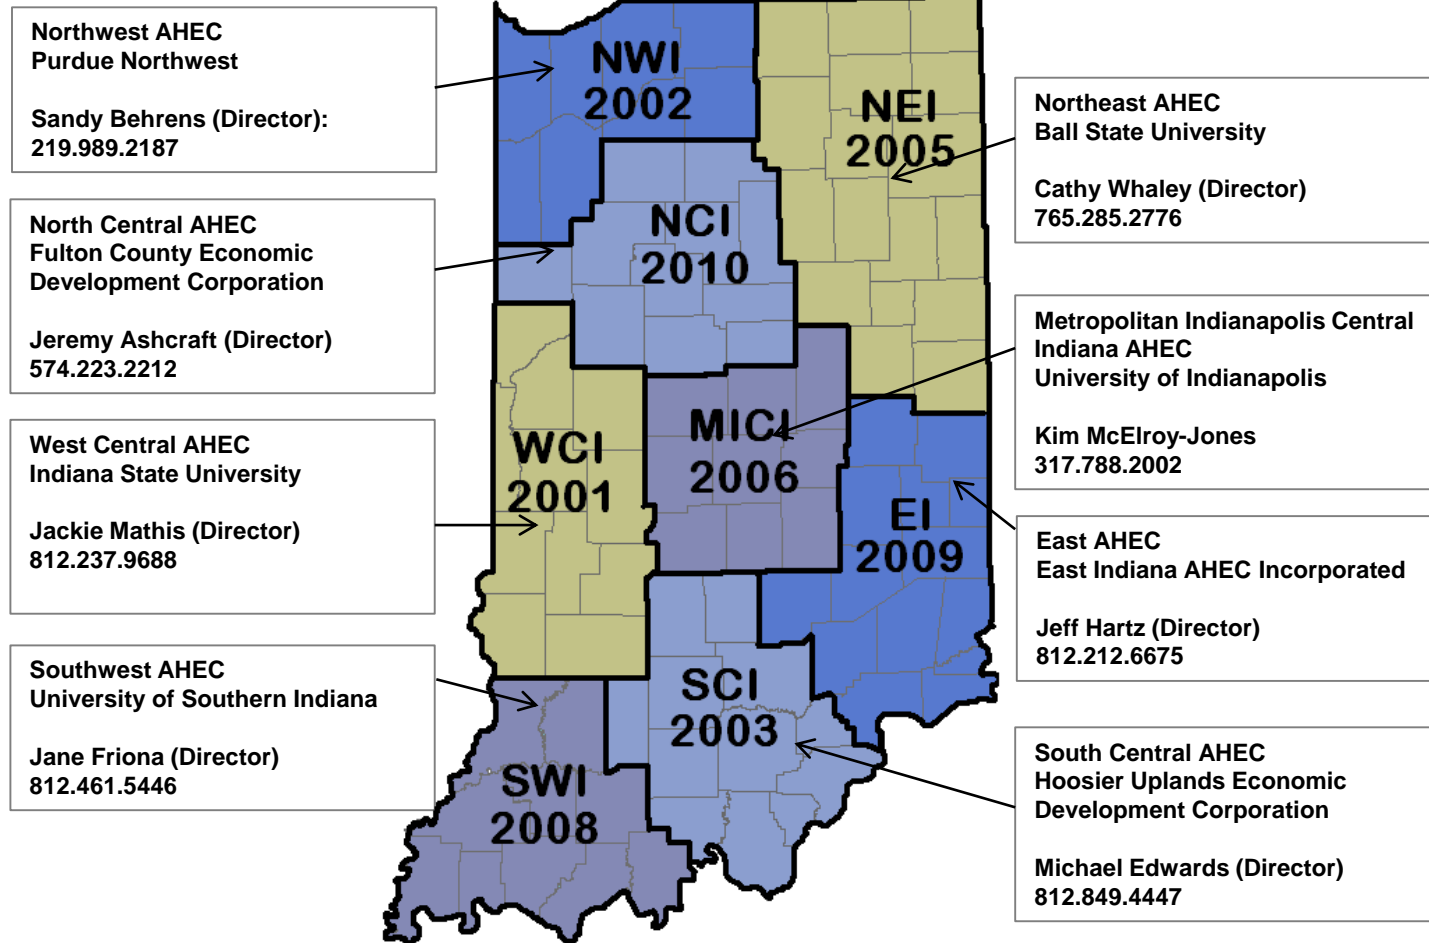 Northwest AHEC
Purdue Northwest
Sandy Behrens (Director):
219.989.2187
North Central AHEC
Fulton County Economic
Development Corporation
Jeremy Ashcraft (Director)
574.223.2212
West Central AHEC
Indiana State University
Jackie Mathis (Director)
812.237.9688
Southwest AHEC
University of Southern Indiana
Jane Friona (Director)
812.461.5446
NWI
2002
NEI
2005
NCI
2010
WCI
2001
MICI
2006
EI
2009
SCI
2003
SWI
2008
Northeast AHEC
Ball State University
Cathy Whaley (Director)
765.285.2776
Metropolitan Indianapolis Central
Indiana AHEC
University of Indianapolis
Kim McElroy-Jones
317.788.2002
East AHEC
East Indiana AHEC Incorporated
Jeff Hartz (Director)
812.212.6675
South Central AHEC
Hoosier Uplands Economic
Development Corporation
Michael Edwards (Director)
812.849.4447